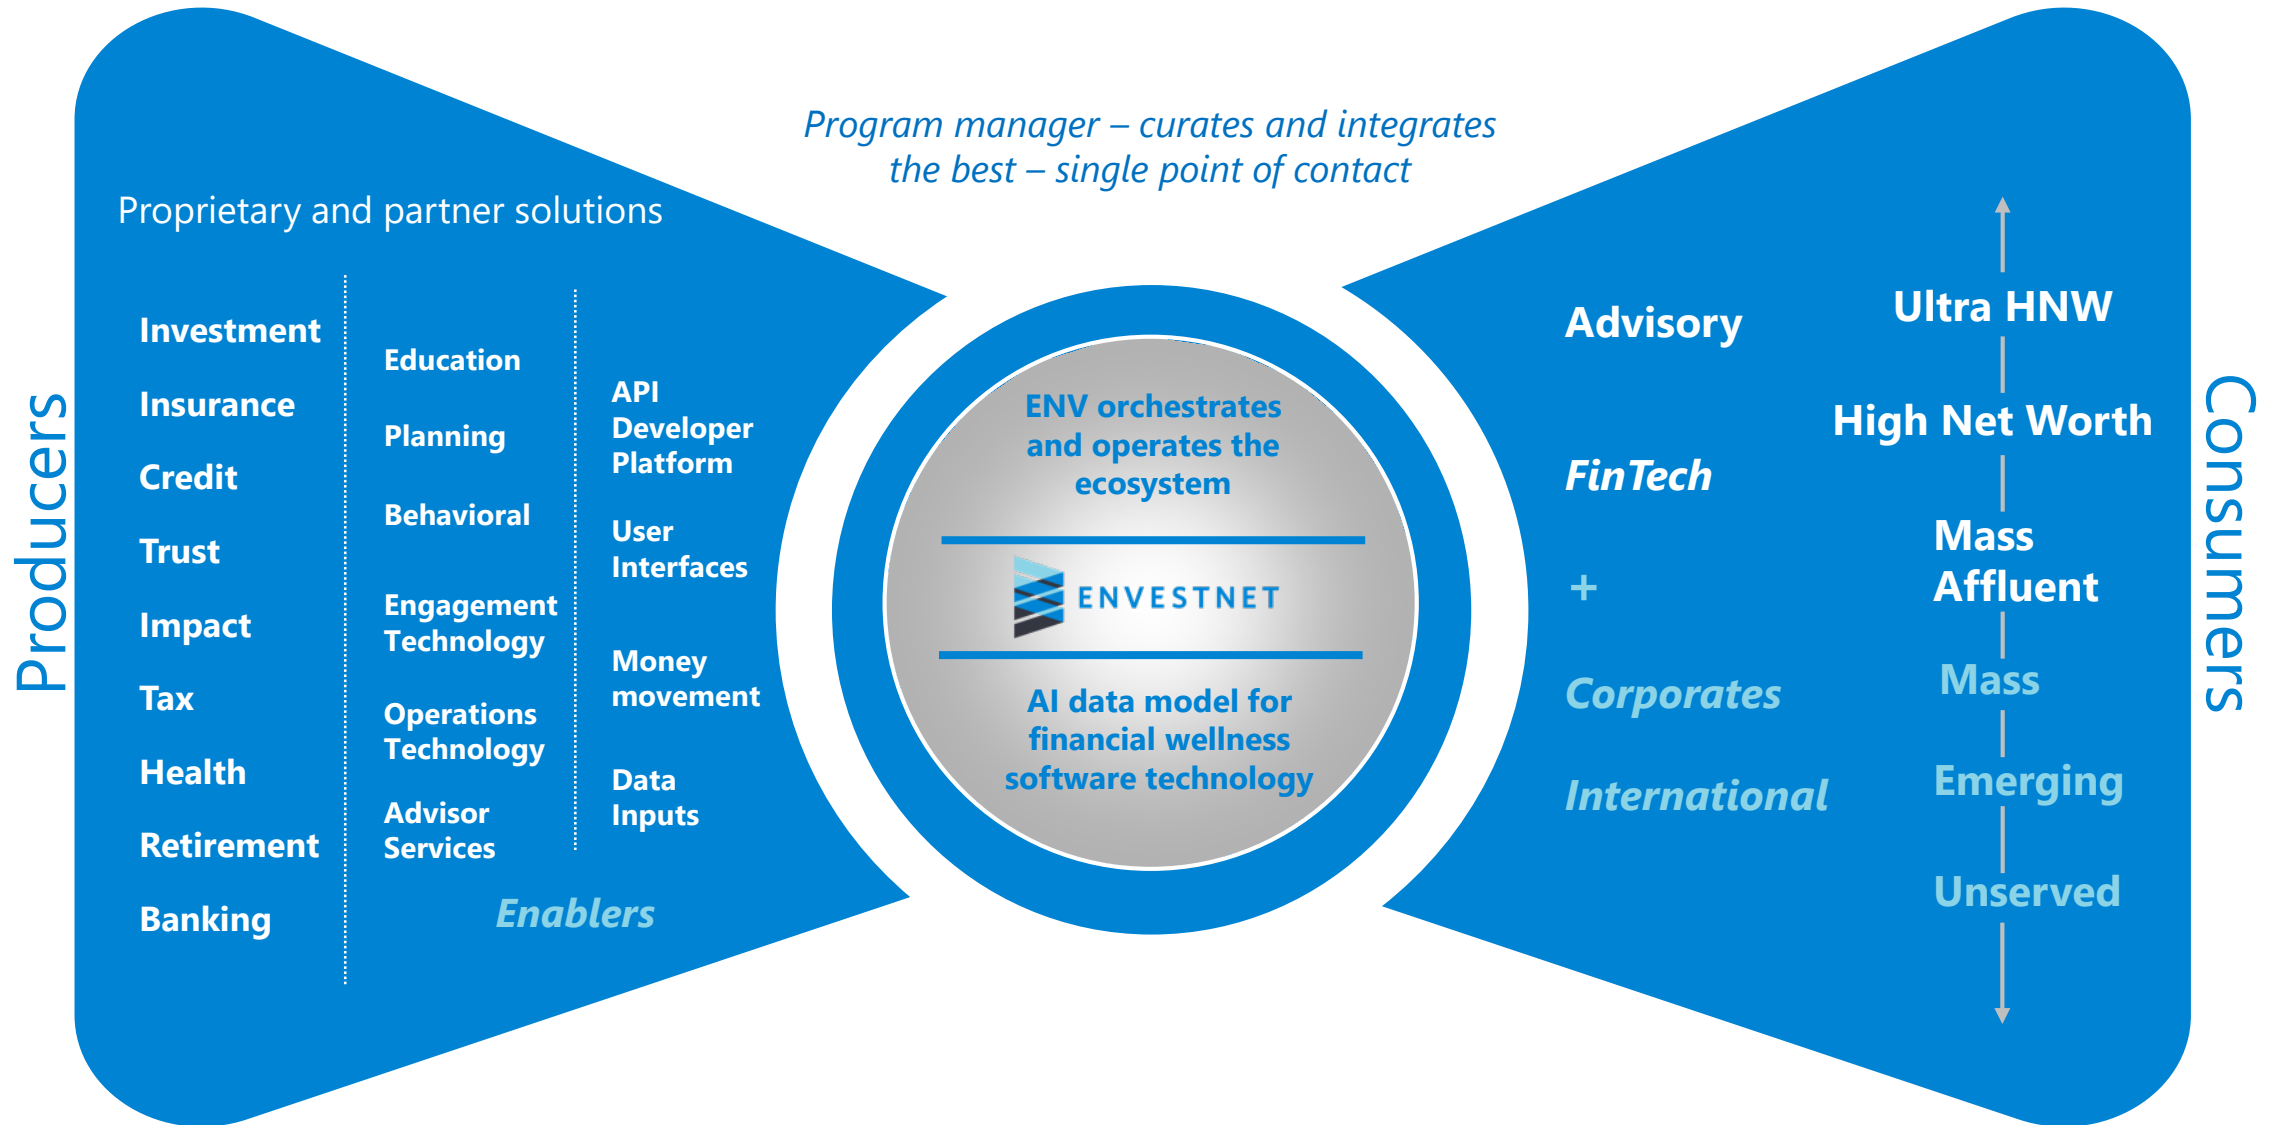 Program manager – curates and integrates
the best – single point of contact
Producers
Proprietary and partner solutions
Investment
Insurance
Credit
Trust
Impact
Tax
Health
Retirement
Banking
Education
Planning
Behavioral
Engagement
Technology
Operations
Technology
Advisor
Services
API
Developer
Platform
User
Interfaces
Money
movement
Data
Inputs
Enablers
ENV orchestrates
and operates the
ecosystem
ENVESTNET
AI data model for
financial wellness
software technology
Advisory
FinTech
+
Corporates
International
Ultra HNW
High Net Worth
Mass
Affluent
Mass
Emerging
Unserved
Consumers